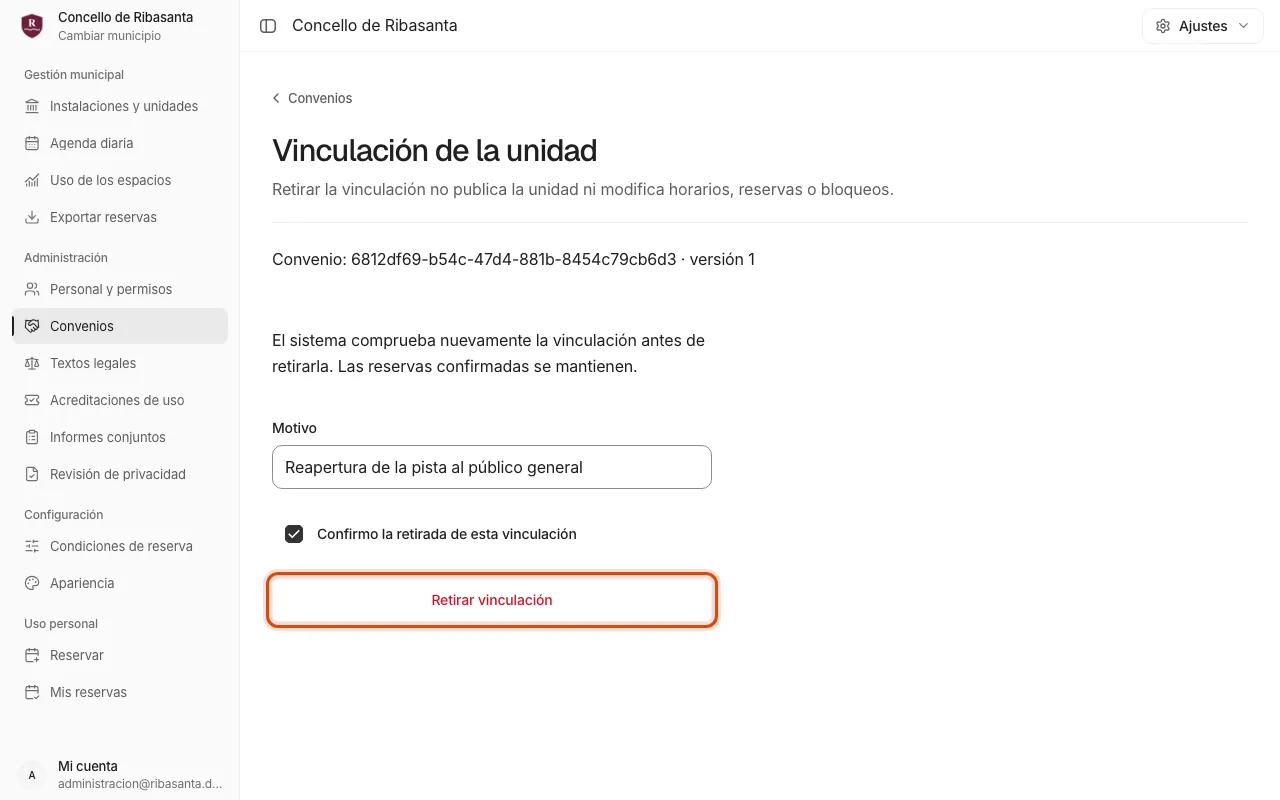 R
Concello de Ribasanta
Cambiar municipio
Gestión municipal
Instalaciones y unidades
Agenda diaria
Uso de los espacios
Exportar reservas
Administración
Personal y permisos
Convenios
Textos legales
Acreditaciones de uso
Informes conjuntos
Revisión de privacidad
Configuración
Condiciones de reserva
Apariencia
Uso personal
Reservar
Mis reservas
A
Mi cuenta
administracion@ribasanta.d...
Concello de Ribasanta
Ajustes
Convenios
Vinculación de la unidad
Retirar la vinculación no publica la unidad ni modifica horarios, reservas o bloqueos.
Convenio: 6812df69-b54c-47d4-881b-8454c79cb6d3 · versión 1
El sistema comprueba nuevamente la vinculación antes de
retirarla. Las reservas confirmadas se mantienen.
Motivo
Reapertura de la pista al público general
Confirmo la retirada de esta vinculación
Retirar vinculación